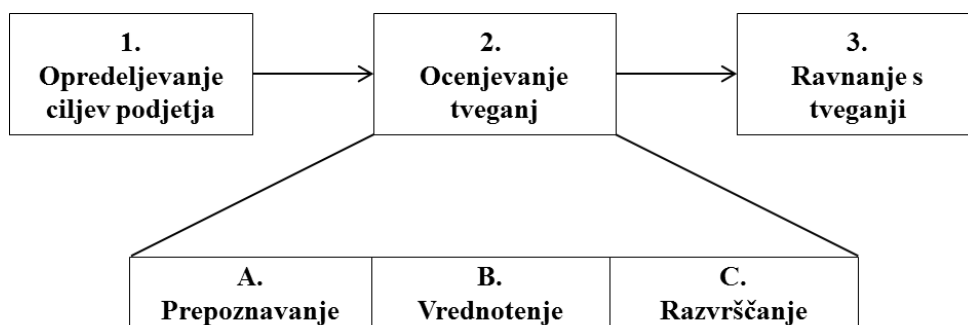 1.
Opredeljevanje
ciljev podjetja
2.
Ocenjevanje
tveganj
3.
Ravnanje s
tveganji
A.
Prepoznavanje
B.
Vrednotenje
C.
Razvrščanje